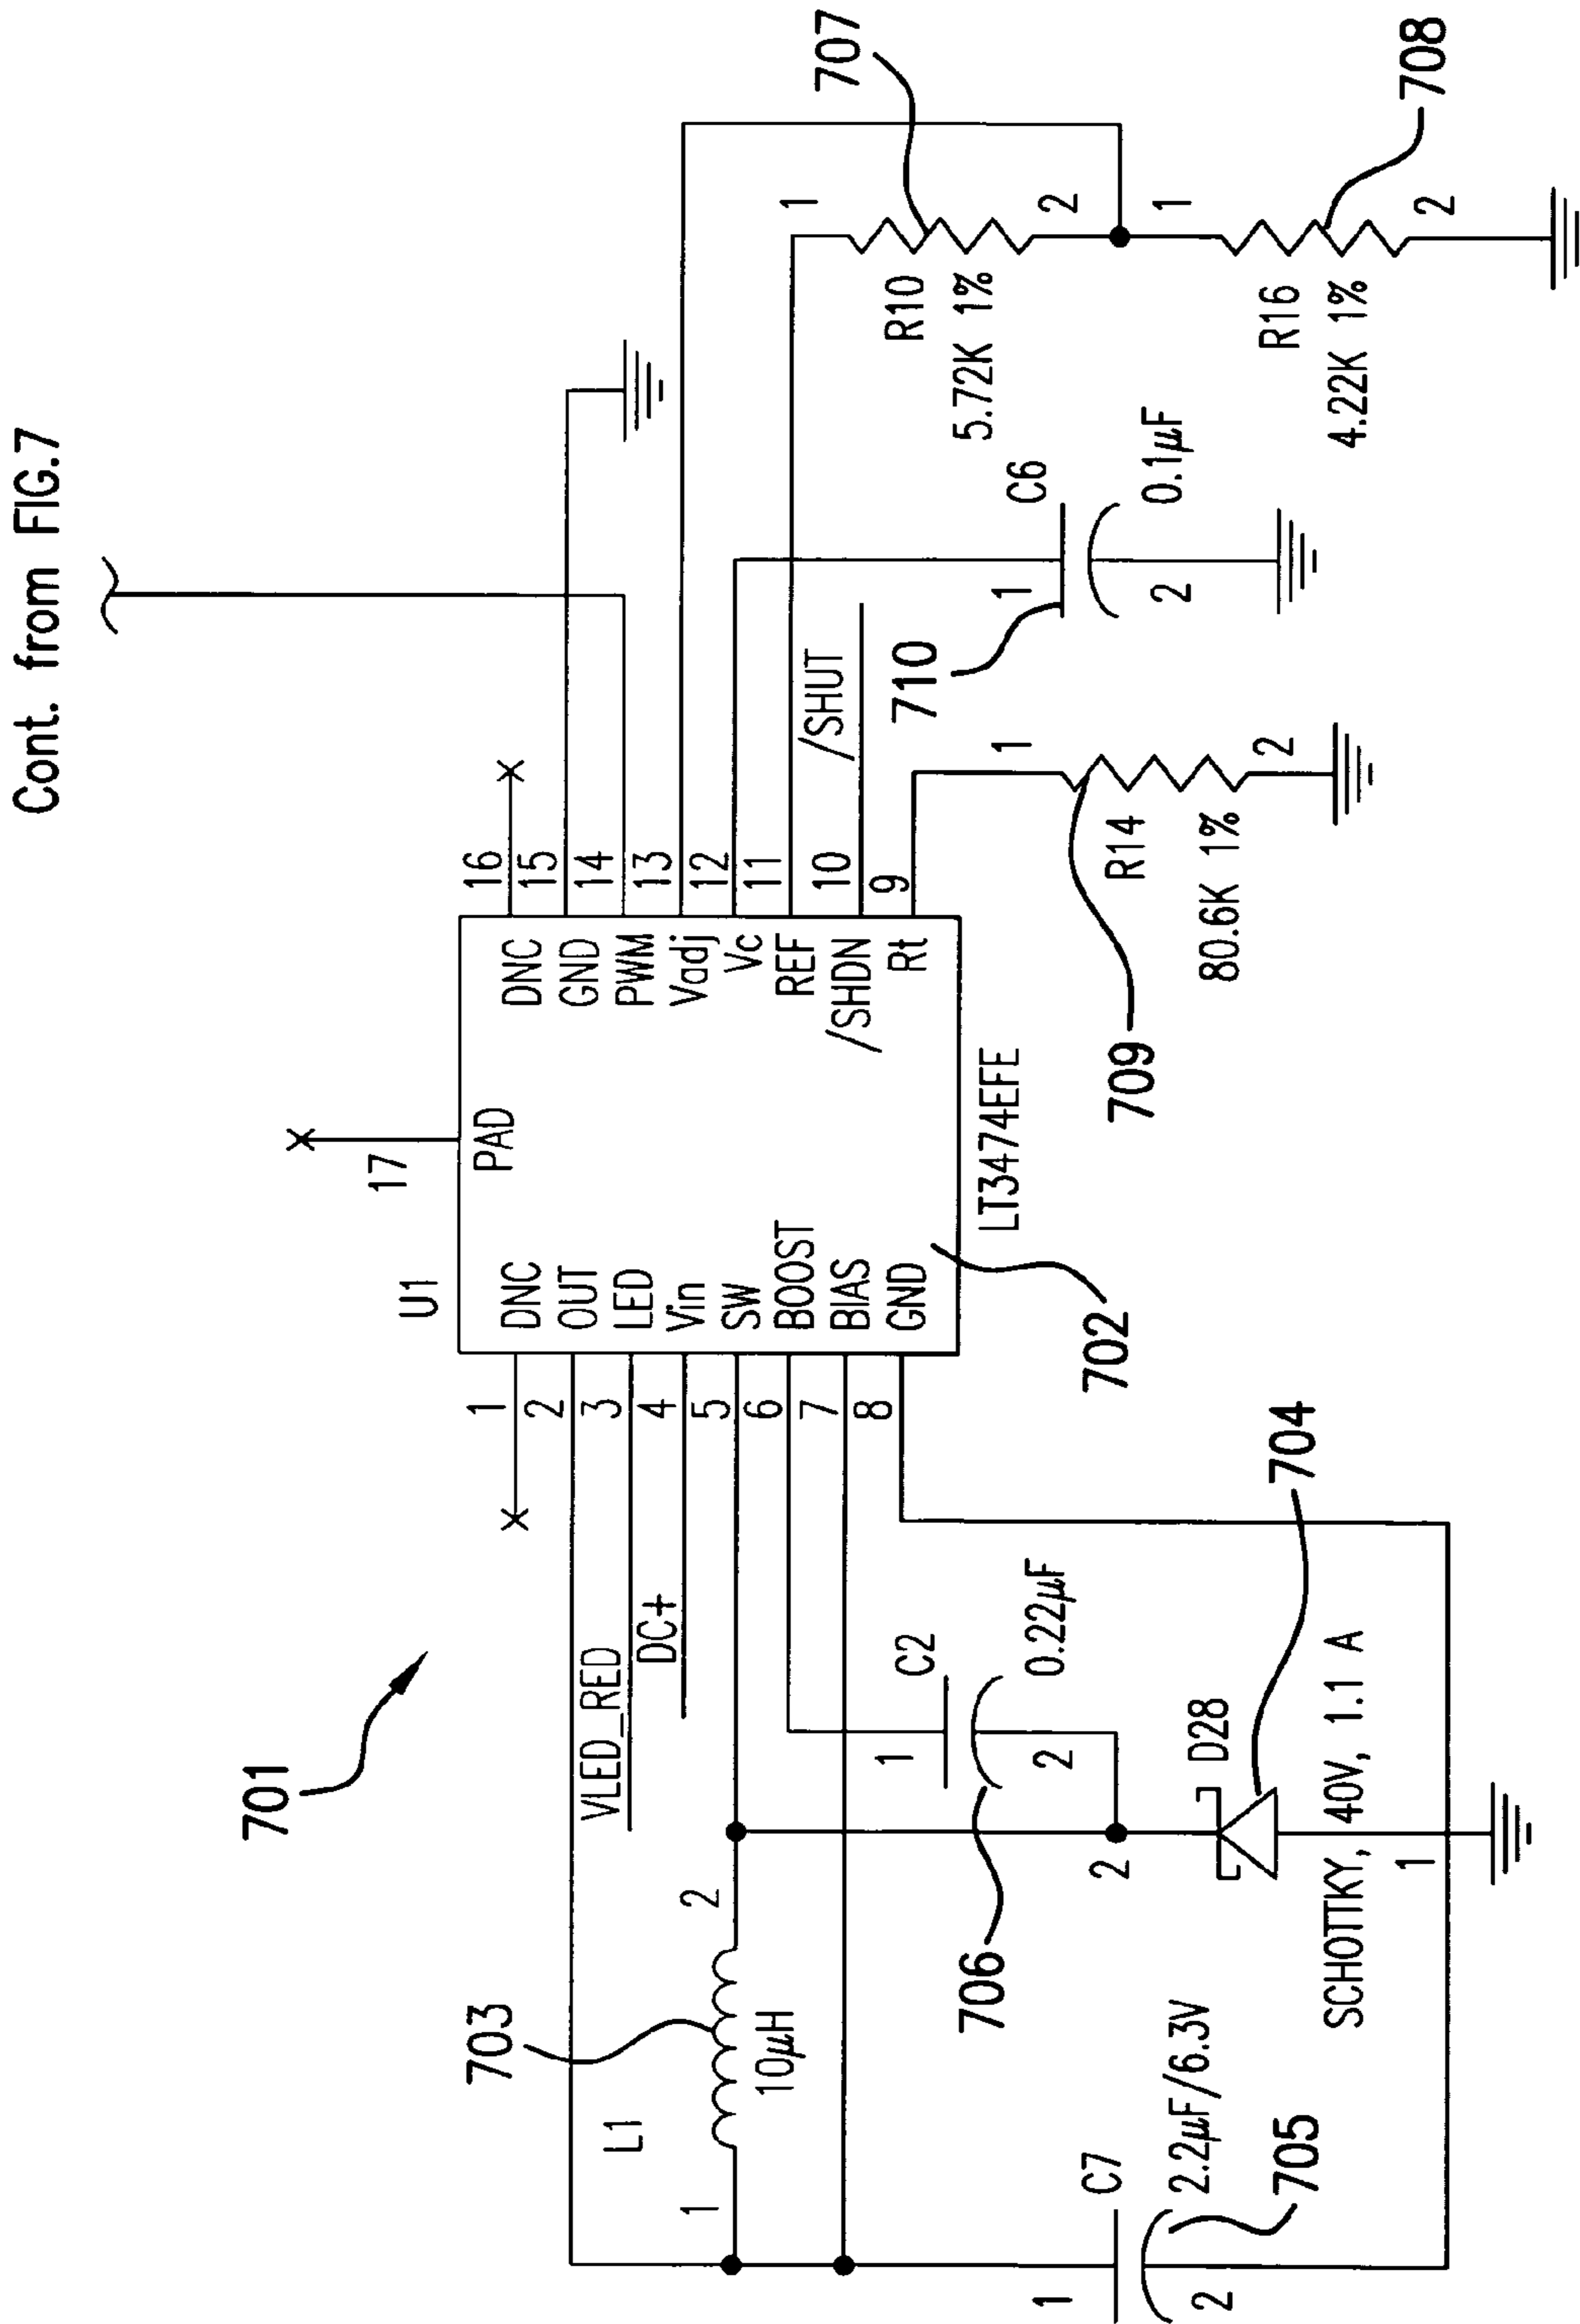 Cont. from FIG.7
701
U1
17
PAD
1
DNC
2
OUT
3
LED
4
Vin
5
SW
6
BOOST
7
BIAS
8
GND
DNC
16
GND
15
PWM
14
Vadj
13
Vc
12
REF
11
/SHDN
10
Rt
9
LT3474EFE
702
VLED_RED
DC+
/SHUT
703
L1
1
2
10µH
C7
1
2
2.2µF/6.3V
705
C2
1
2
0.22µF
706
2
D28
1
SCHOTTKY, 40V, 1.1 A
704
709
1
R14
80.6K 1%
2
710
C6
1
2
0.1µF
707
1
R10
5.72K 1%
2
1
R16
4.22K 1%
2
708